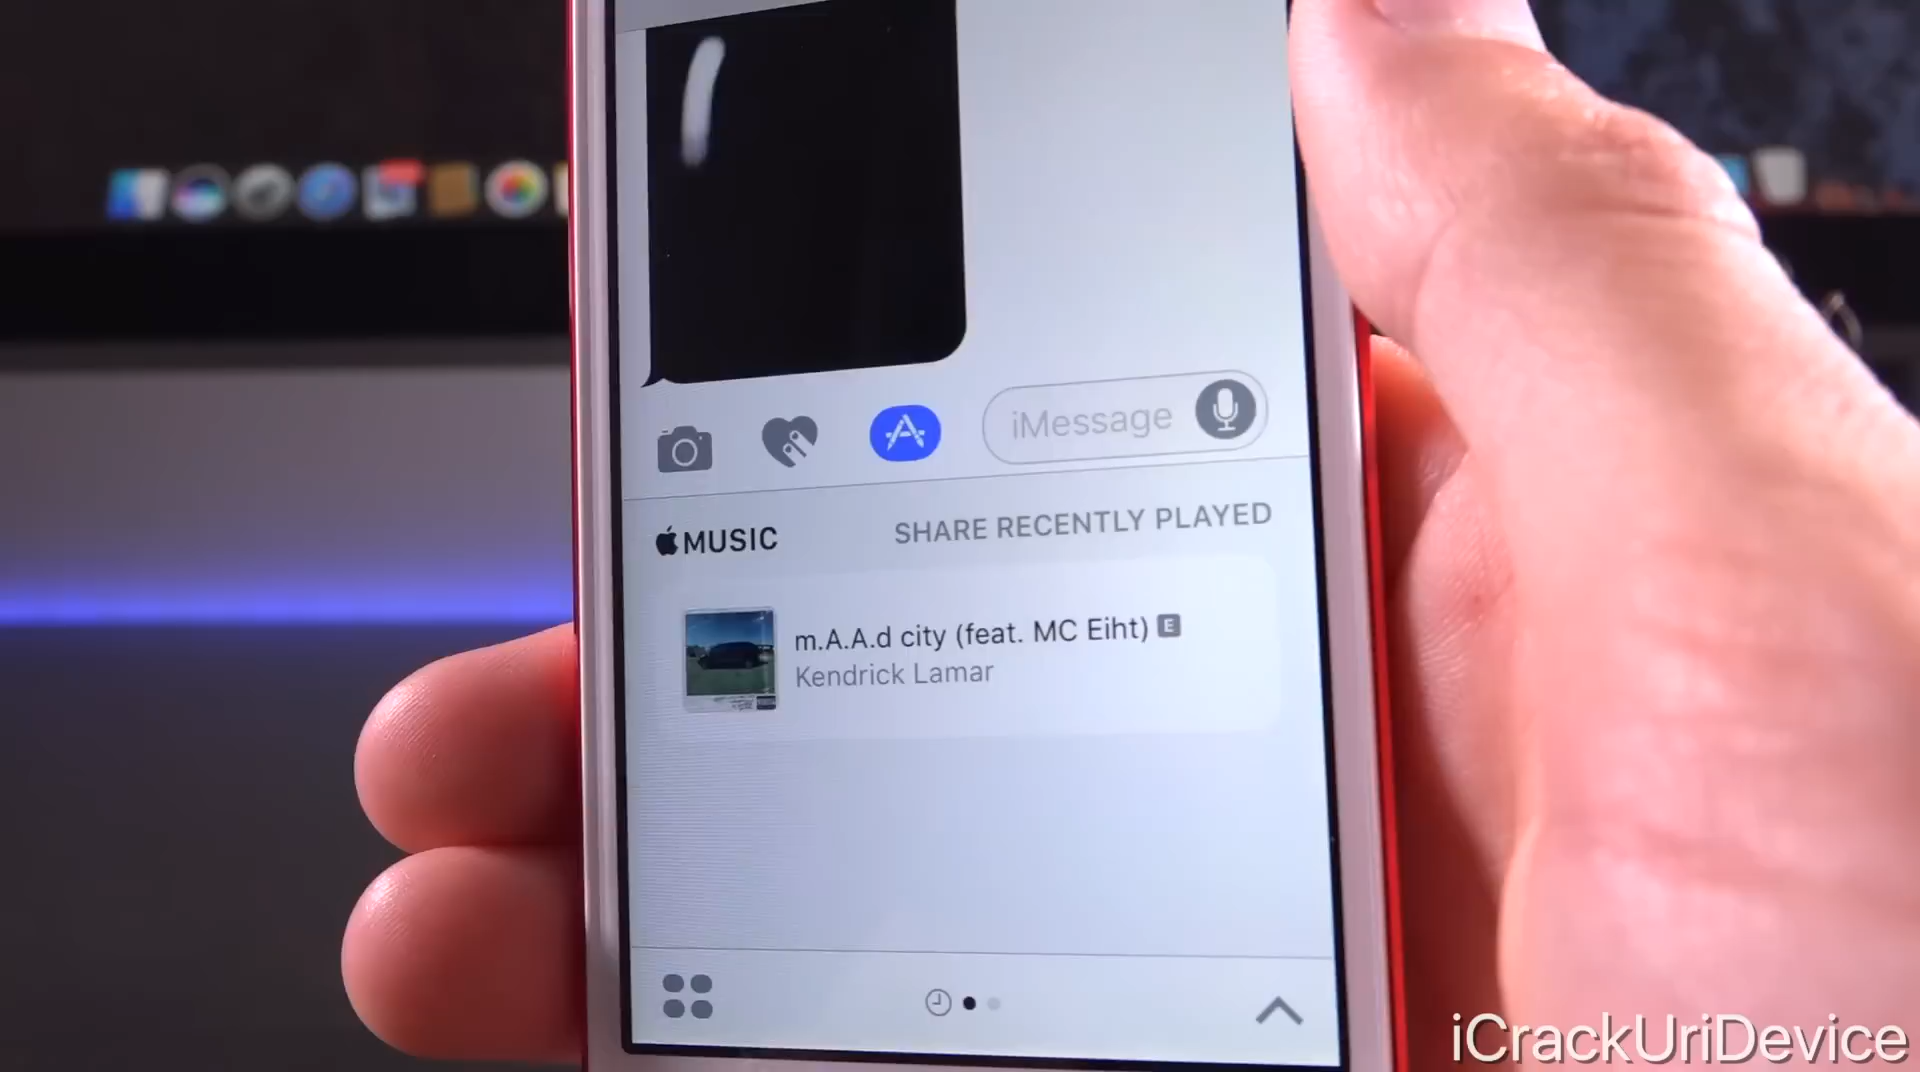 iMessage
MUSIC
SHARE RECENTLY PLAYED
m.A.A.d city (feat. MC Eiht) E
Kendrick Lamar
iCrackUriDevice